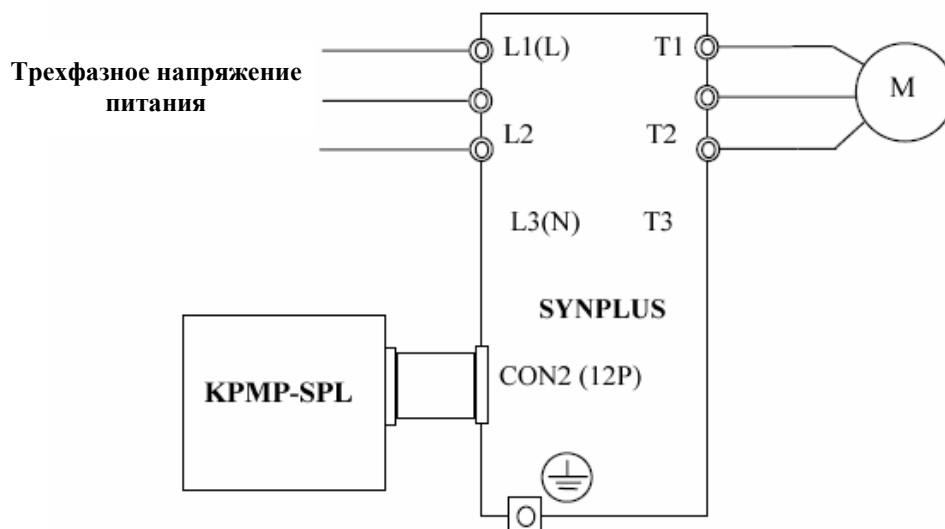 L1(L) T1
Трехфазное напряжение
питания
M
L2 T2
L3(N) T3
SYNPLUS
KPMP-SPL
CON2 (12P)